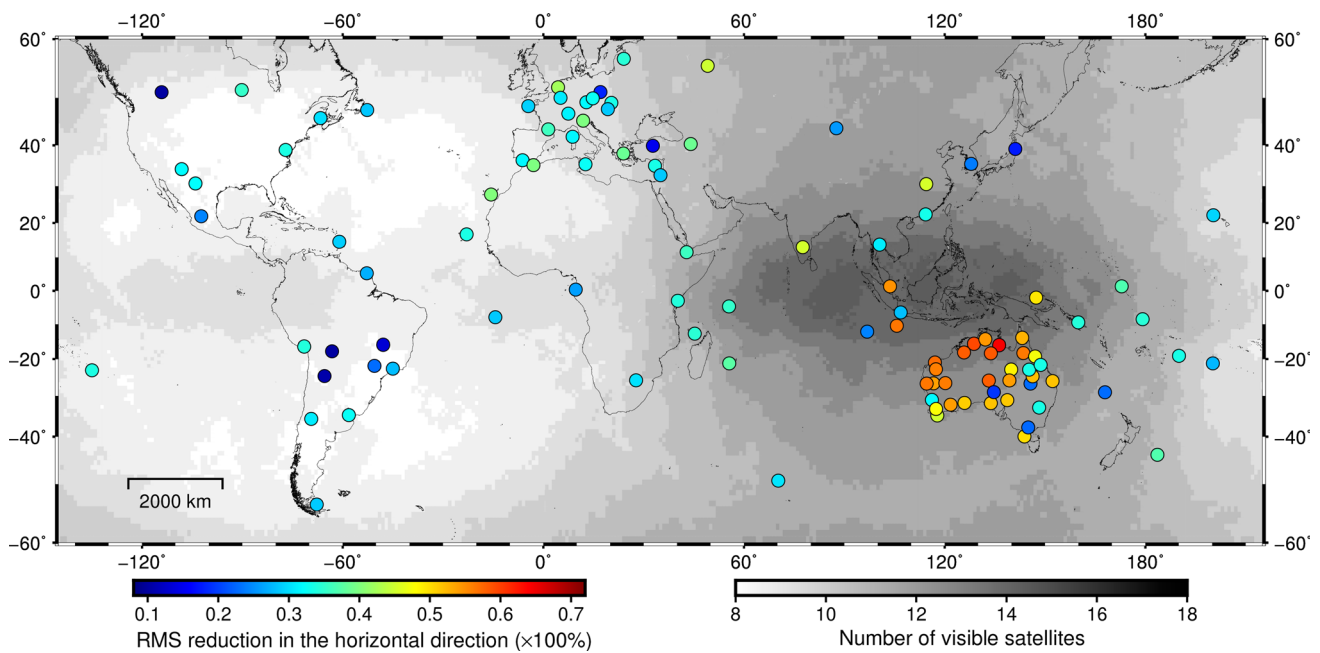 −120˚ −60˚ 0˚ 60˚ 120˚ 180˚
60˚ 60˚
40˚ 40˚
20˚ 20˚
0˚ 0˚
−20˚ −20˚
−40˚ −40˚
2000 km
−60˚ −60˚
−120˚ −60˚ 0˚ 60˚ 120˚ 180˚
0.1 0.2 0.3 0.4 0.5 0.6 0.7 8 10 12 14 16 18
RMS reduction in the horizontal direction (×100%) Number of visible satellites